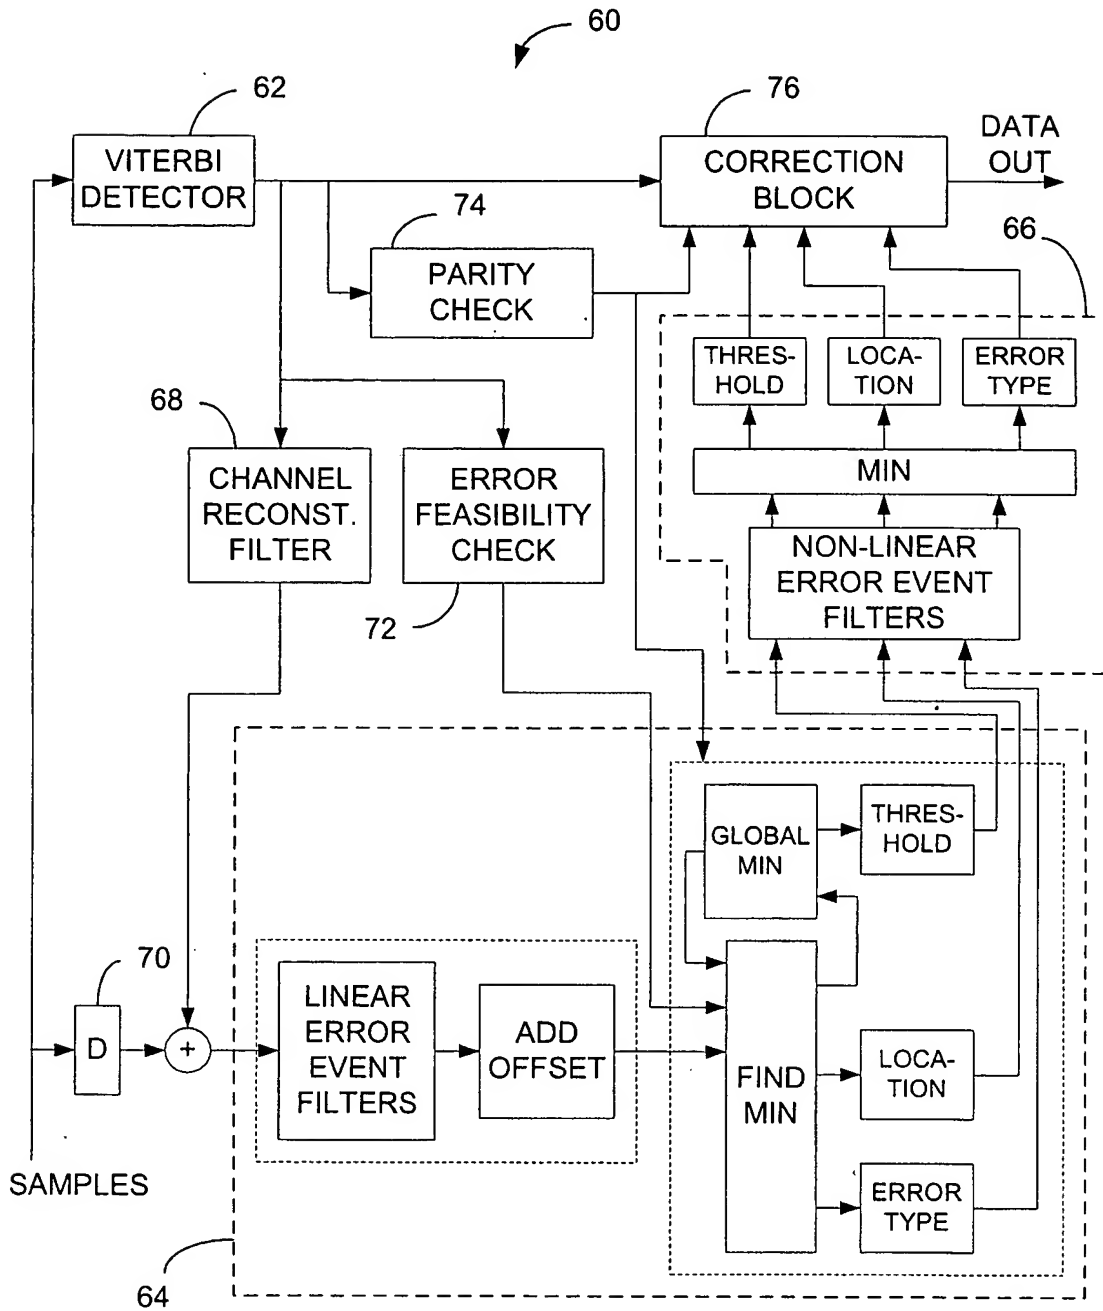 60
62
VITERBI
DETECTOR
76
CORRECTION
BLOCK
DATA
OUT
74
PARITY
CHECK
66
THRES-
HOLD
LOCA-
TION
ERROR
TYPE
MIN
NON-LINEAR
ERROR EVENT
FILTERS
68
CHANNEL
RECONST.
FILTER
ERROR
FEASIBILITY
CHECK
72
GLOBAL
MIN
THRES-
HOLD
70
D
+
LINEAR
ERROR
EVENT
FILTERS
ADD
OFFSET
FIND
MIN
LOCA-
TION
ERROR
TYPE
SAMPLES
64